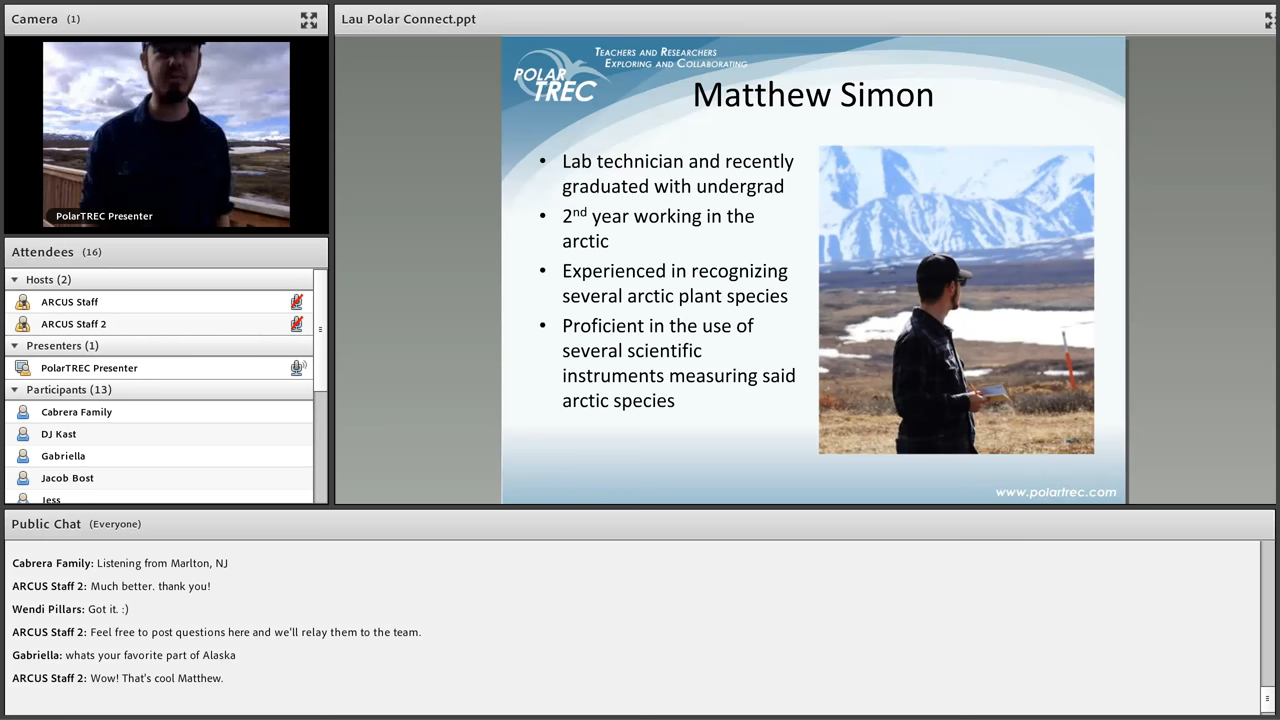 Camera (1)
PolarTREC Presenter
Attendees (16)
Hosts (2)
ARCUS Staff
ARCUS Staff 2
Presenters (1)
PolarTREC Presenter
Participants (13)
Cabrera Family
DJ Kast
Gabriella
Jacob Bost
Jess
Lau Polar Connect.ppt
TEACHERS AND RESEARCHERS
EXPLORING AND COLLABORATING
POLAR
TREC
Matthew Simon
• Lab technician and recently
graduated with undergrad
• 2nd year working in the
arctic
• Experienced in recognizing
several arctic plant species
• Proficient in the use of
several scientific
instruments measuring said
arctic species
www.polartrec.com
Public Chat (Everyone)
Cabrera Family: Listening from Marlton, NJ
ARCUS Staff 2: Much better. thank you!
Wendi Pillars: Got it. :)
ARCUS Staff 2: Feel free to post questions here and we'll relay them to the team.
Gabriella: whats your favorite part of Alaska
ARCUS Staff 2: Wow! That's cool Matthew.